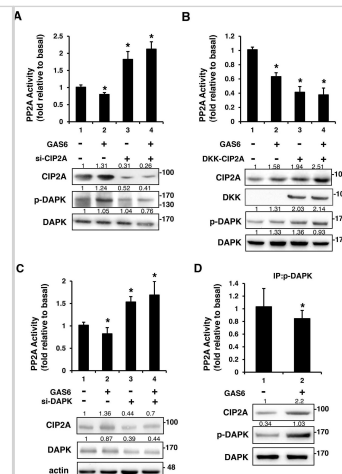 A
PP2A Activity
(fold relative to basal)
2.5
2
1.5
1
0.5
0
*
*
*
1 2 3 4
GAS6 - + - +
si-CIP2A - - + +
1 1.31 0.31 0.26
CIP2A -100
1 1.24 0.52 0.41
p-DAPK -170
-130
1 1.05 1.04 0.76
DAPK -170
B
PP2A Activity
(fold relative to basal)
1.2
1
0.8
0.6
0.4
0.2
0
*
*
*
1 2 3 4
GAS6 - + - +
DKK-CIP2A - - + +
1 1.58 1.94 2.51
CIP2A
DKK
1 1.31 2.03 2.14
p-DAPK
1 1.33 1.36 0.93
DAPK
C
PP2A Activity
(fold relative to basal)
2
1.5
1
0.5
0
*
*
*
1 2 3 4
GAS6 - + - +
si-DAPK - - + +
1 1.36 0.44 0.7
CIP2A -100
1 0.87 0.39 0.44
DAPK -170
actin - 48
D
IP:p-DAPK
PP2A Activity
(fold relative to basal)
1.4
1.2
1
0.8
0.6
0.4
0.2
0
*
1 2
GAS6 - +
1 2.2
CIP2A -100
0.34 1.03
p-DAPK -170
DAPK -170